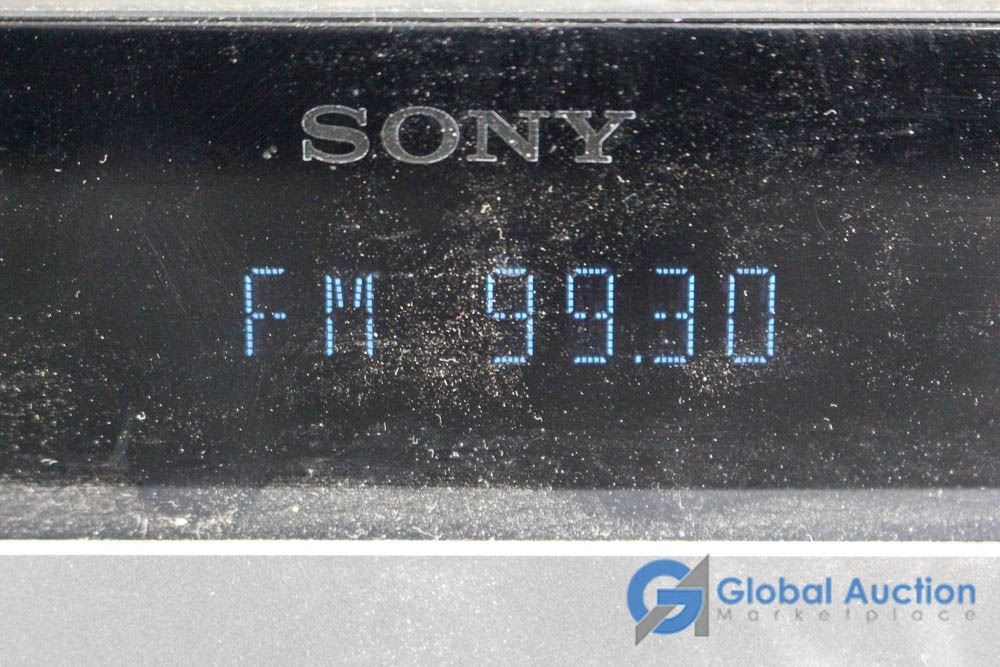 SONY
FM 99.30
Global Auction
Marketplace